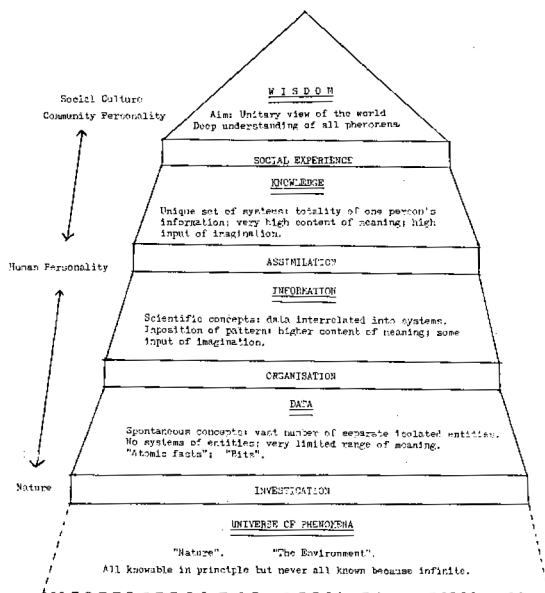 WISDOM
Social Culture
Community Personality
Aim: Unitary view of the world
Deep understanding of all phenomena
SOCIAL EXPERIENCE
KNOWLEDGE
Unique set of systems: totality of one person's
information; very high content of meaning; high
input of imagination.
Human Personality
ASSIMILATION
INFORMATION
Scientific concepts: data interrelated into systems.
Imposition of pattern: higher content of meaning; some
input of imagination.
ORGANISATION
DATA
Spontaneous concepts: vast number of separate isolated entities.
No systems of entities; very limited range of meaning.
"Atomic facts"; "Bits".
Nature
INVESTIGATION
UNIVERSE OF PHENOMENA
"Nature". "The Environment".
All knowable in principle but never all known because infinite.